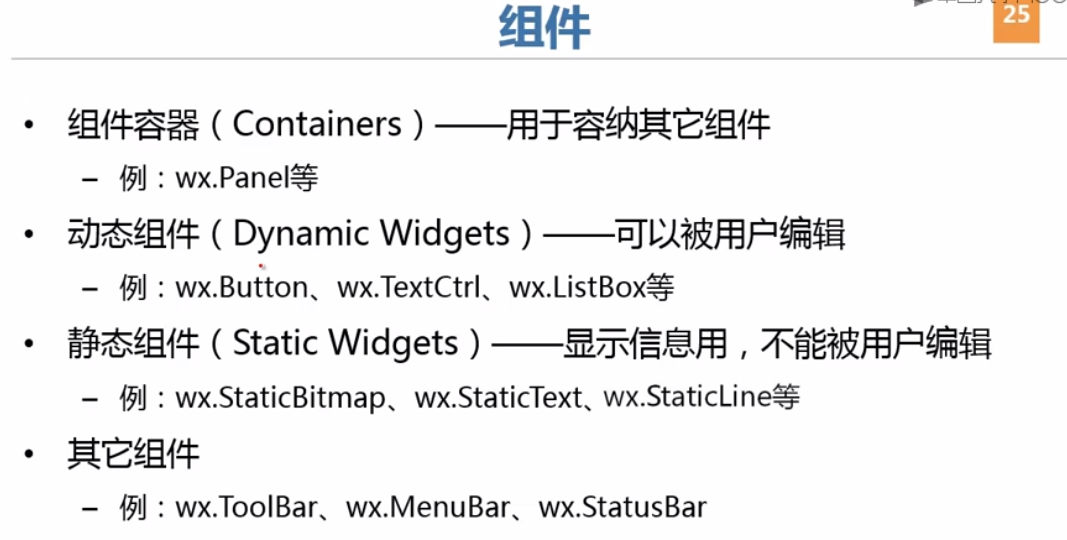 组件
25
• 组件容器（Containers）——用于容纳其它组件
– 例：wx.Panel等
• 动态组件（Dynamic Widgets）——可以被用户编辑
– 例：wx.Button、wx.TextCtrl、wx.ListBox等
• 静态组件（Static Widgets）——显示信息用，不能被用户编辑
– 例：wx.StaticBitmap、wx.StaticText、wx.StaticLine等
• 其它组件
– 例：wx.ToolBar、wx.MenuBar、wx.StatusBar